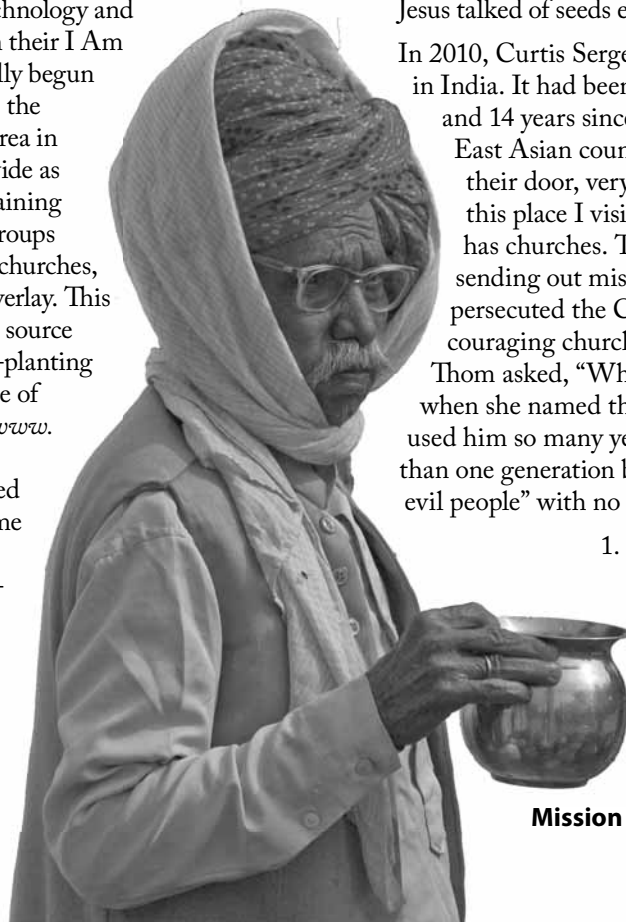 chnology and
n their I Am
lly begun
the
rea in
ide as
aining
roups
churches,
verlay. This
source
-planting
e of
www.
ed
me
-
Jesus talked of seeds e
In 2010, Curtis Serge
in India. It had been
and 14 years since
East Asian coun
their door, very
this place I visi
has churches. T
sending out mis
persecuted the C
couraging church
Thom asked, “Wh
when she named th
used him so many ye
than one generation b
evil people” with no
1.
Mission